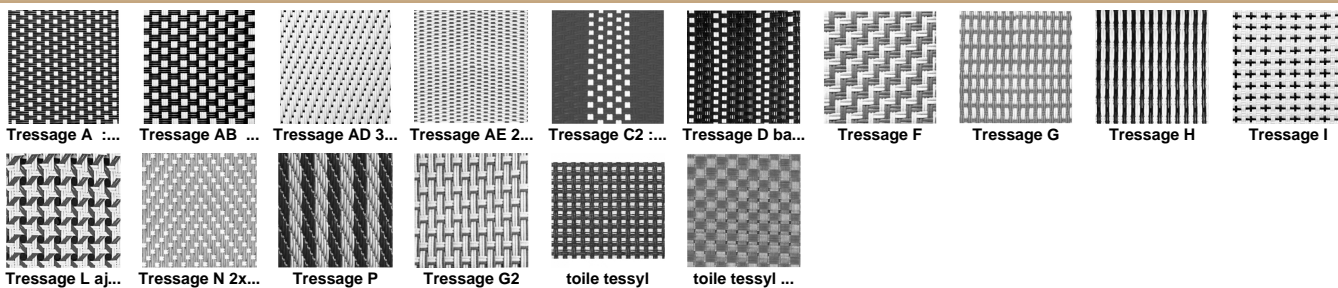 Tressage A :... Tressage AB ... Tressage AD 3... Tressage AE 2... Tressage C2 :... Tressage D ba... Tressage F Tressage G Tressage H Tressage I
Tressage L aj... Tressage N 2x... Tressage P Tressage G2 toile tessyl toile tessyl ...